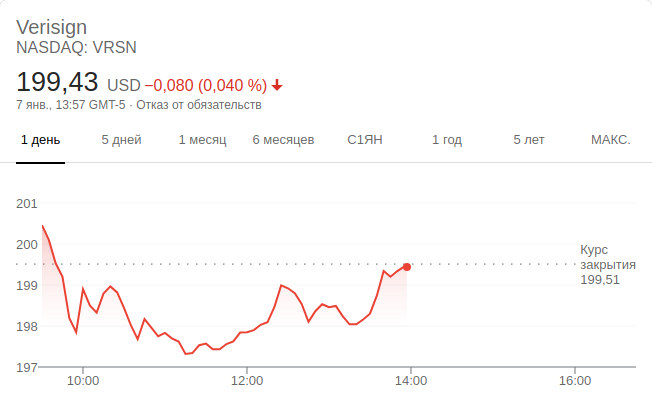 Verisign
NASDAQ: VRSN
199,43 USD −0,080 (0,040 %)
7 янв., 13:57 GMT-5 · Отказ от обязательств
1 день 5 дней 1 месяц 6 месяцев С1ЯН 1 год 5 лет МАКС.
201
200
199
198
197
Курс
закрытия
199,51
10:00 12:00 14:00 16:00